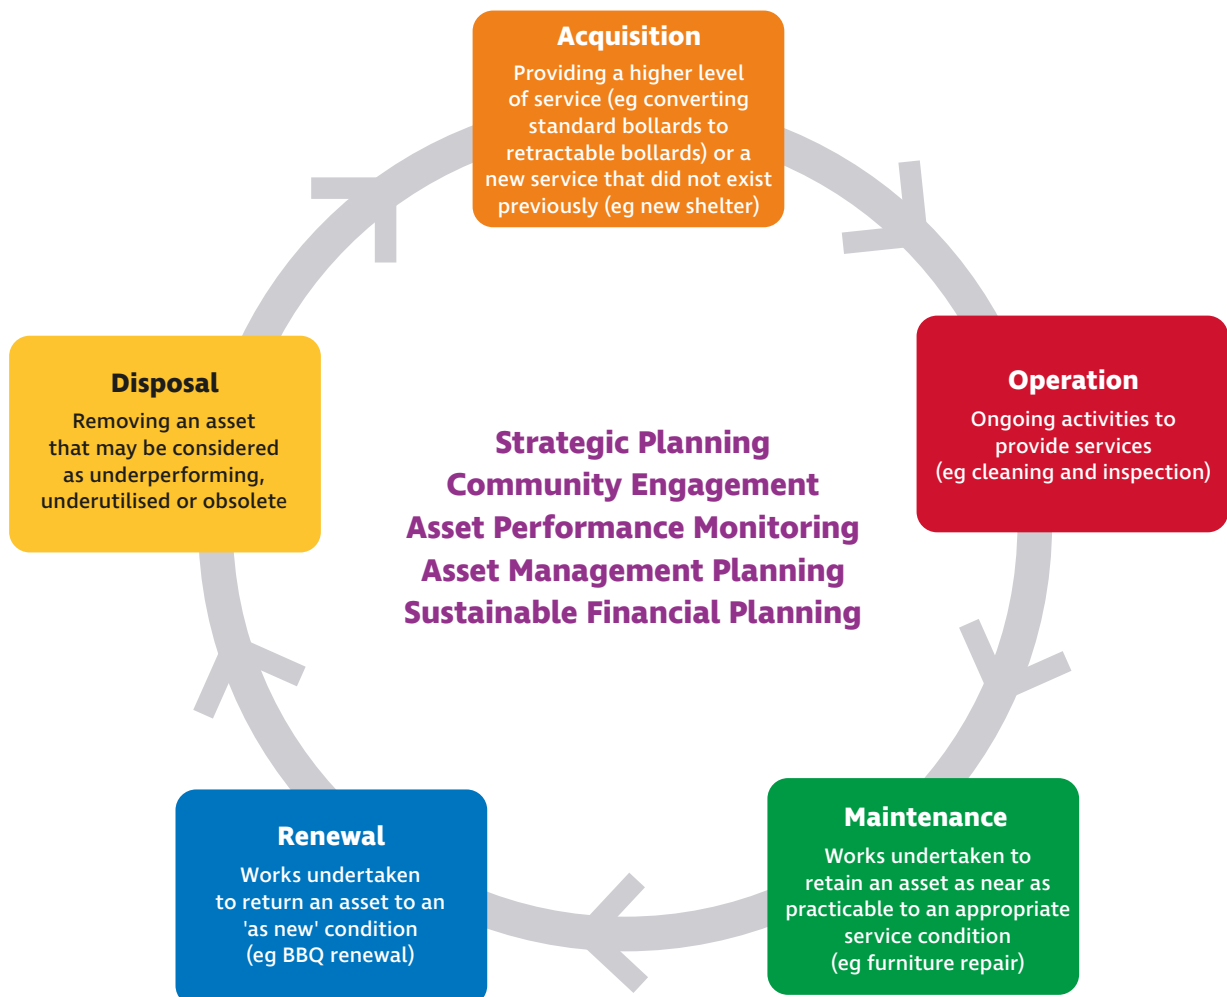 Acquisition
Providing a higher level
of service (eg converting
standard bollards to
retractable bollards) or a
new service that did not exist
previously (eg new shelter)
Operation
Ongoing activities to
provide services
(eg cleaning and inspection)
Maintenance
Works undertaken to
retain an asset as near as
practicable to an appropriate
service condition
(eg furniture repair)
Renewal
Works undertaken
to return an asset to an
'as new' condition
(eg BBQ renewal)
Disposal
Removing an asset
that may be considered
as underperforming,
underutilised or obsolete
Strategic Planning
Community Engagement
Asset Performance Monitoring
Asset Management Planning
Sustainable Financial Planning